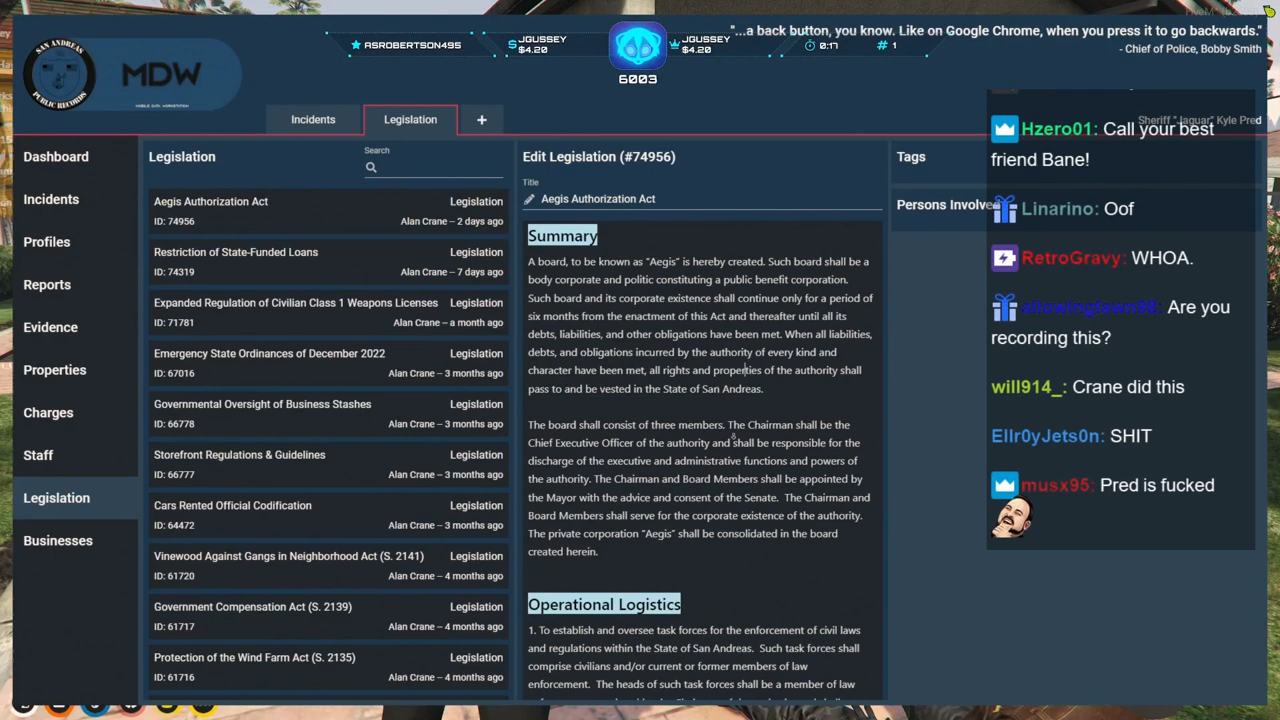 ASROBERTSON495
JGUSSEY
$4.20
6003
JGUSSEY
$4.20
0:17
# 1
"...a back button, you know. Like on Google Chrome, when you press it to go backwards."
- Chief of Police, Bobby Smith
SAN ANDREAS
PUBLIC RECORDS
MDW
MOBILE DATA WORKSTATION
Incidents
Legislation
+
Sheriff "Jaguar" Kyle Pred
Dashboard
Incidents
Profiles
Reports
Evidence
Properties
Charges
Staff
Legislation
Businesses
Legislation
Search
Aegis Authorization Act
Legislation
ID: 74956
Alan Crane – 2 days ago
Restriction of State-Funded Loans
Legislation
ID: 74319
Alan Crane – 7 days ago
Expanded Regulation of Civilian Class 1 Weapons Licenses
Legislation
ID: 71781
Alan Crane – a month ago
Emergency State Ordinances of December 2022
Legislation
ID: 67016
Alan Crane – 3 months ago
Governmental Oversight of Business Stashes
Legislation
ID: 66778
Alan Crane – 3 months ago
Storefront Regulations & Guidelines
Legislation
ID: 66777
Alan Crane – 3 months ago
Cars Rented Official Codification
Legislation
ID: 64472
Alan Crane – 3 months ago
Vinewood Against Gangs in Neighborhood Act (S. 2141)
Legislation
ID: 61720
Alan Crane – 4 months ago
Government Compensation Act (S. 2139)
Legislation
ID: 61717
Alan Crane – 4 months ago
Protection of the Wind Farm Act (S. 2135)
Legislation
ID: 61716
Alan Crane – 4 months ago
Edit Legislation (#74956)
Title
Aegis Authorization Act
Summary
A board, to be known as "Aegis" is hereby created. Such board shall be a
body corporate and politic constituting a public benefit corporation.
Such board and its corporate existence shall continue only for a period of
six months from the enactment of this Act and thereafter until all its
debts, liabilities, and other obligations have been met. When all liabilities,
debts, and obligations incurred by the authority of every kind and
character have been met, all rights and properties of the authority shall
pass to and be vested in the State of San Andreas.
The board shall consist of three members. The Chairman shall be the
Chief Executive Officer of the authority and shall be responsible for the
discharge of the executive and administrative functions and powers of
the authority. The Chairman and Board Members shall be appointed by
the Mayor with the advice and consent of the Senate. The Chairman and
Board Members shall serve for the corporate existence of the authority.
The private corporation "Aegis" shall be consolidated in the board
created herein.
Operational Logistics
1. To establish and oversee task forces for the enforcement of civil laws
and regulations within the State of San Andreas. Such task forces shall
comprise civilians and/or current or former members of law
enforcement. The heads of such task forces shall be a member of law
Tags
Persons Involved
Hzero01: Call your best
friend Bane!
Linarino: Oof
RetroGravy: WHOA.
allowingfawn98: Are you
recording this?
will914_: Crane did this
Ellr0yJets0n: SHIT
musx95: Pred is fucked